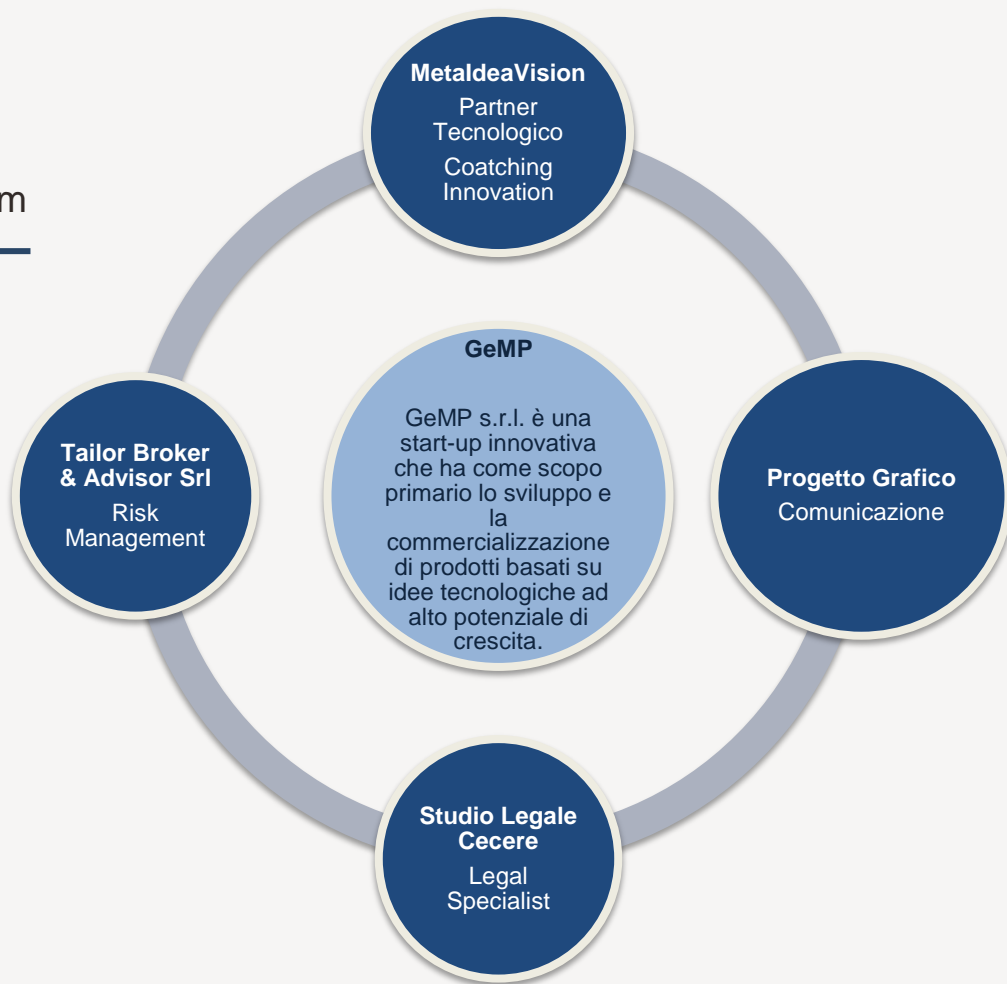 MetaIdeaVision
Partner
Tecnologico
Coatching
Innovation
GeMP
GeMP s.r.l. è una
start-up innovativa
che ha come scopo
primario lo sviluppo e
la
commercializzazione
di prodotti basati su
idee tecnologiche ad
alto potenziale di
crescita.
Tailor Broker
& Advisor Srl
Risk
Management
Progetto Grafico
Comunicazione
Studio Legale
Cecere
Legal
Specialist